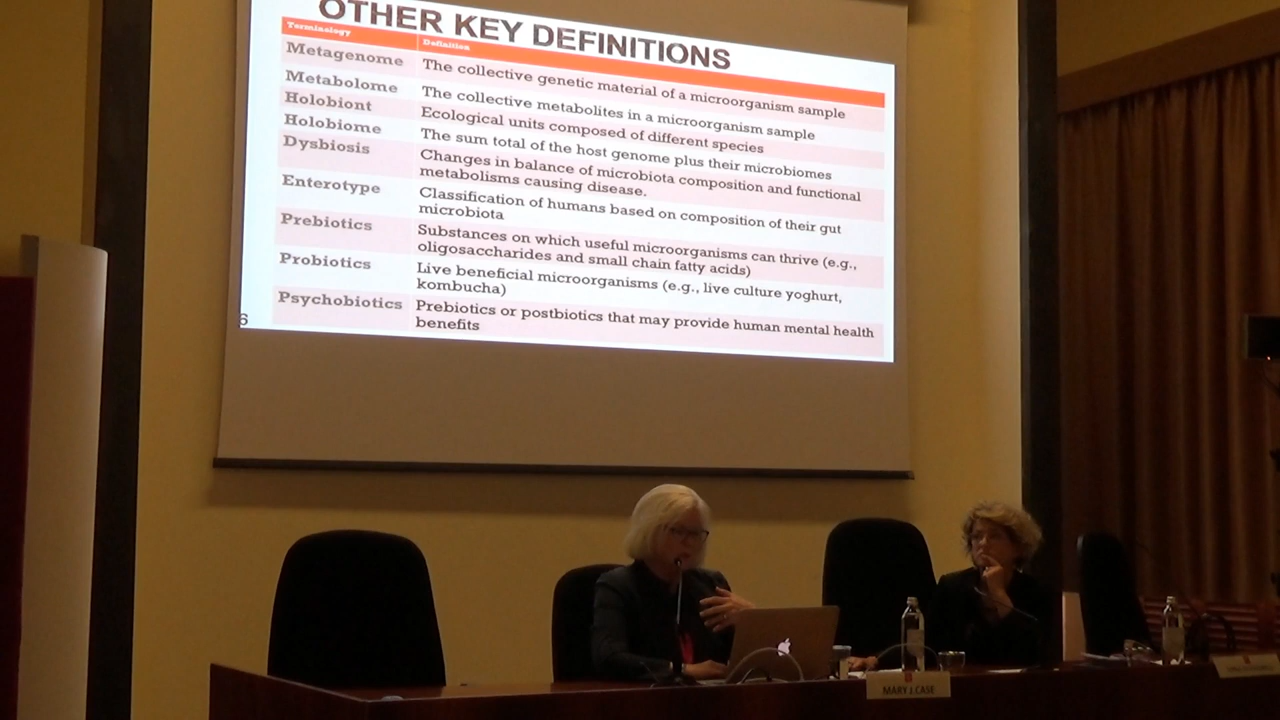 OTHER KEY DEFINITIONS
Terminology Definition
Metagenome The collective genetic material of a microorganism sample
Metabolome The collective metabolites in a microorganism sample
Holobiont Ecological units composed of different species
Holobiome The sum total of the host genome plus their microbiomes
Dysbiosis Changes in balance of microbiota composition and functional
metabolisms causing disease.
Enterotype Classification of humans based on composition of their gut
microbiota
Prebiotics Substances on which useful microorganisms can thrive (e.g.,
oligosaccharides and small chain fatty acids)
Probiotics Live beneficial microorganisms (e.g., live culture yoghurt,
kombucha)
Psychobiotics Prebiotics or postbiotics that may provide human mental health
benefits
6
MARY J.CASE